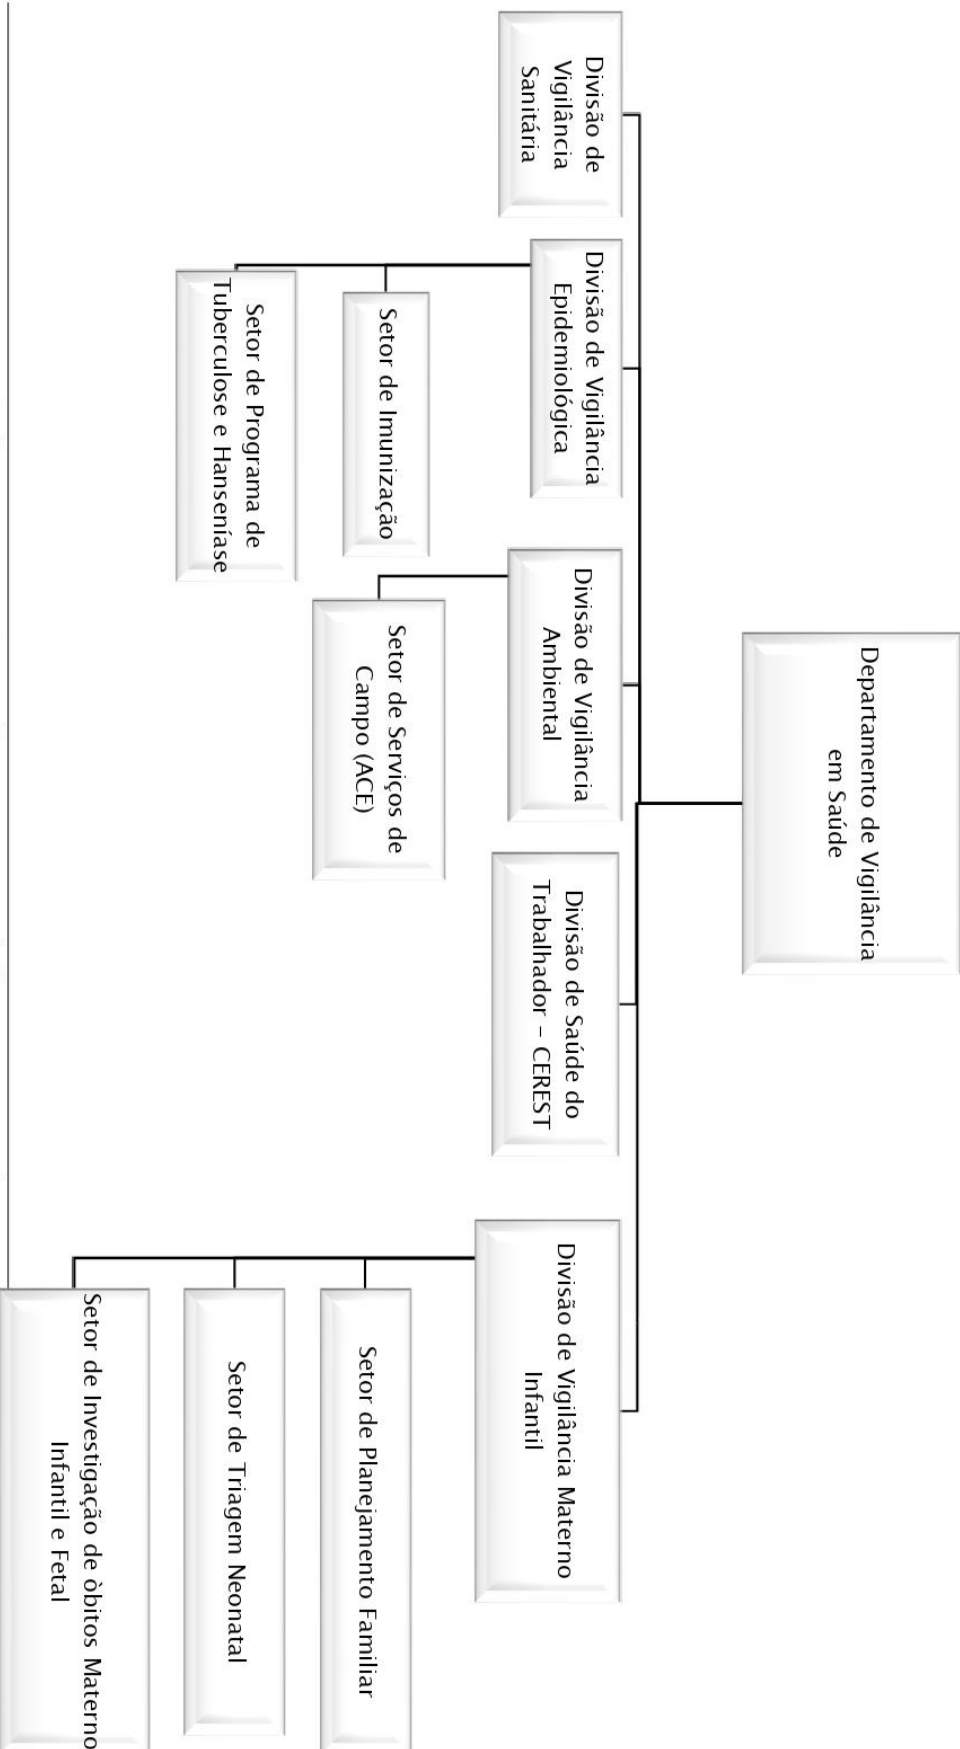 Departamento de Vigilância
em Saúde
Divisão de
Vigilância
Sanitária
Divisão de Vigilância
Epidemiológica
Divisão de Vigilância
Ambiental
Divisão de Saúde do
Trabalhador – CEREST
Divisão de Vigilância Materno
Infantil
Setor de Imunização
Setor de Programa de
Tuberculose e Hanseníase
Setor de Serviços de
Campo (ACE)
Setor de Planejamento Familiar
Setor de Triagem Neonatal
Setor de Investigação de òbitos Materno
Infantil e Fetal